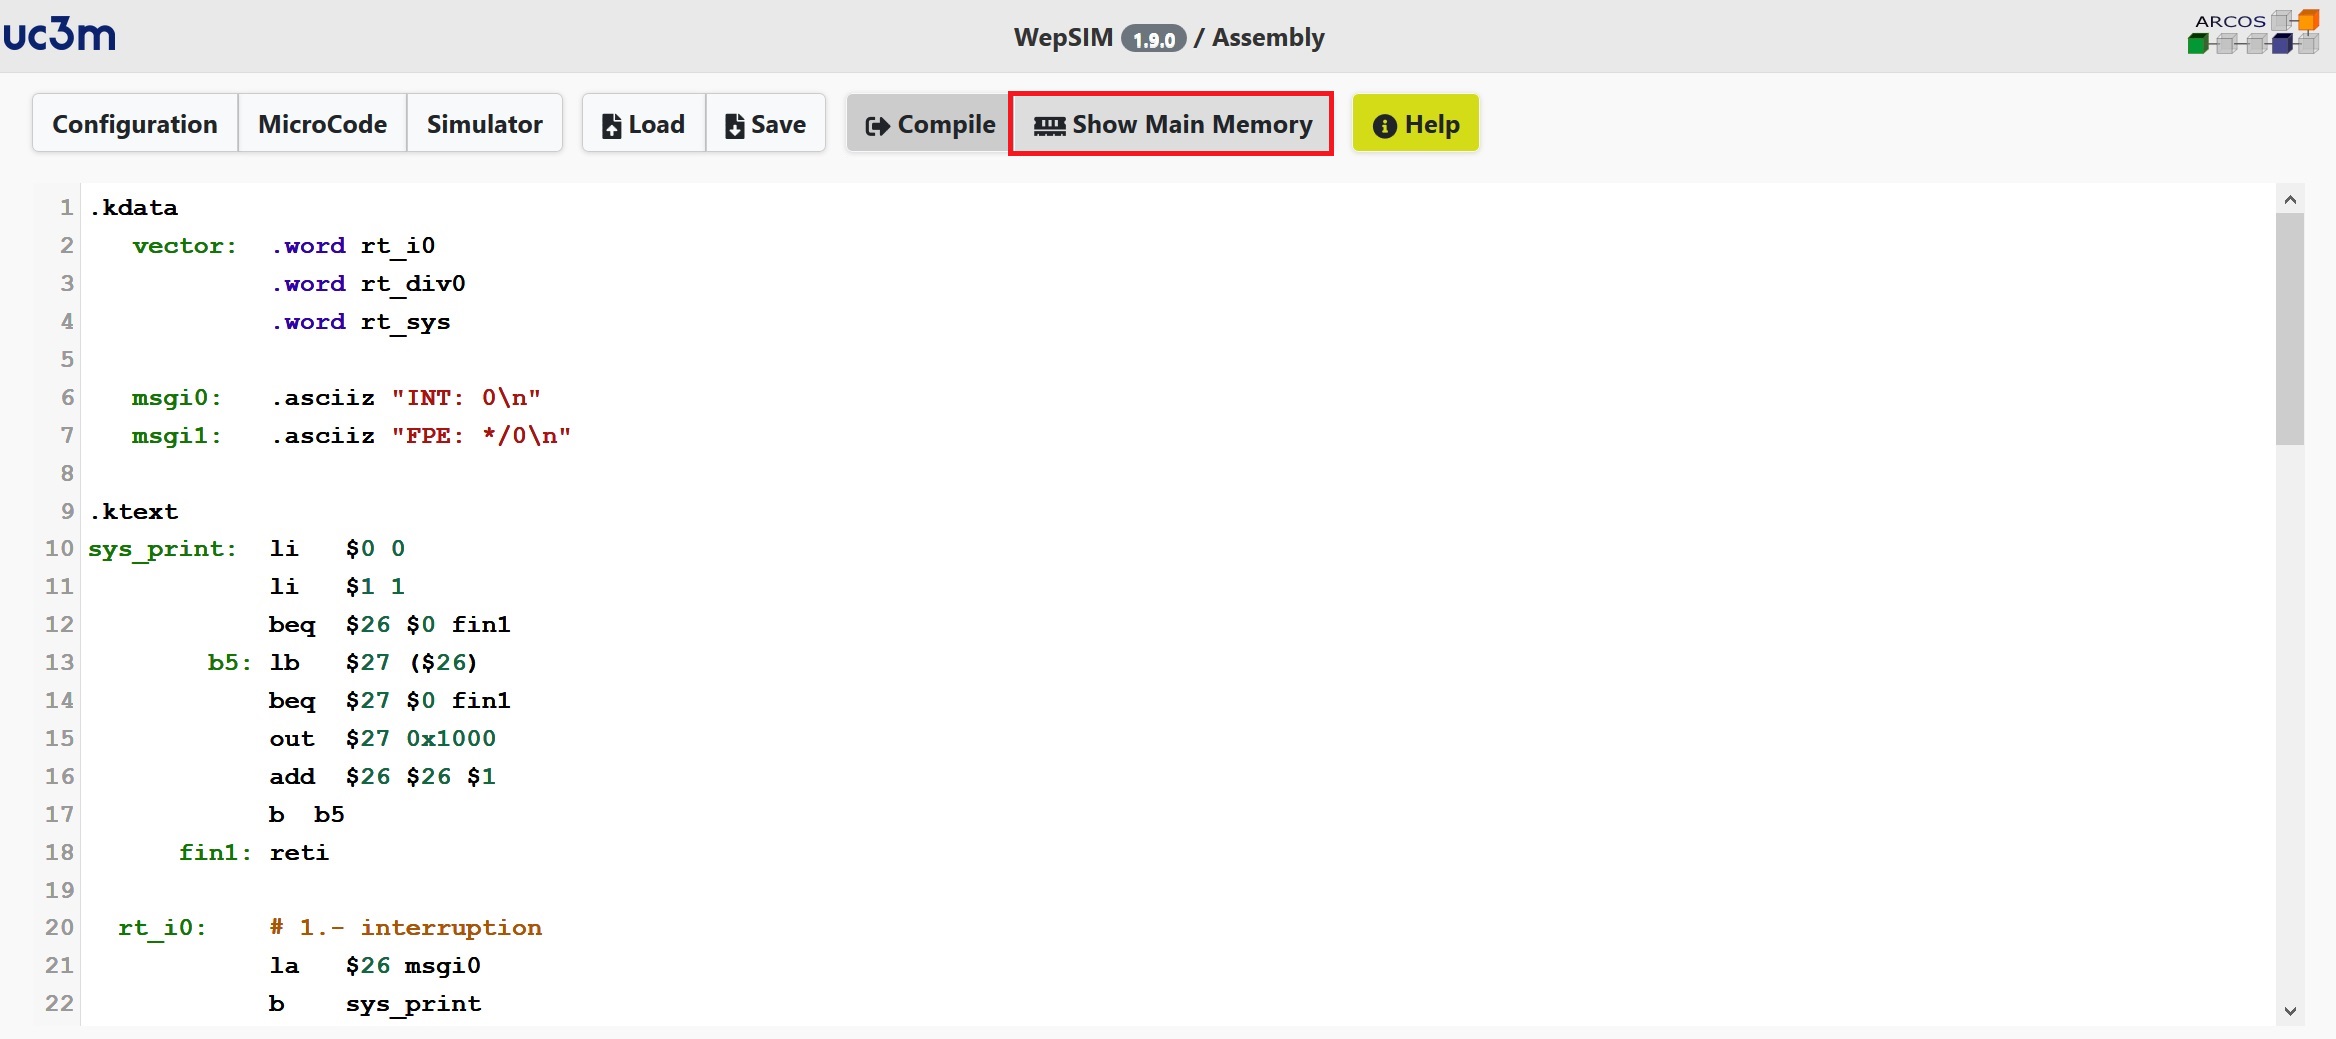 uc3m
WepSIM 1.9.0 / Assembly
ARCOS
Configuration MicroCode Simulator Load Save Compile Show Main Memory Help
1 .kdata
2 vector: .word rt_i0
3 .word rt_div0
4 .word rt_sys
5
6 msgi0: .asciiz "INT: 0\n"
7 msgi1: .asciiz "FPE: */0\n"
8
9 .ktext
10 sys_print: li $0 0
11 li $1 1
12 beq $26 $0 fin1
13 b5: lb $27 ($26)
14 beq $27 $0 fin1
15 out $27 0x1000
16 add $26 $26 $1
17 b b5
18 fin1: reti
19
20 rt_i0: # 1.- interruption
21 la $26 msgi0
22 b sys_print